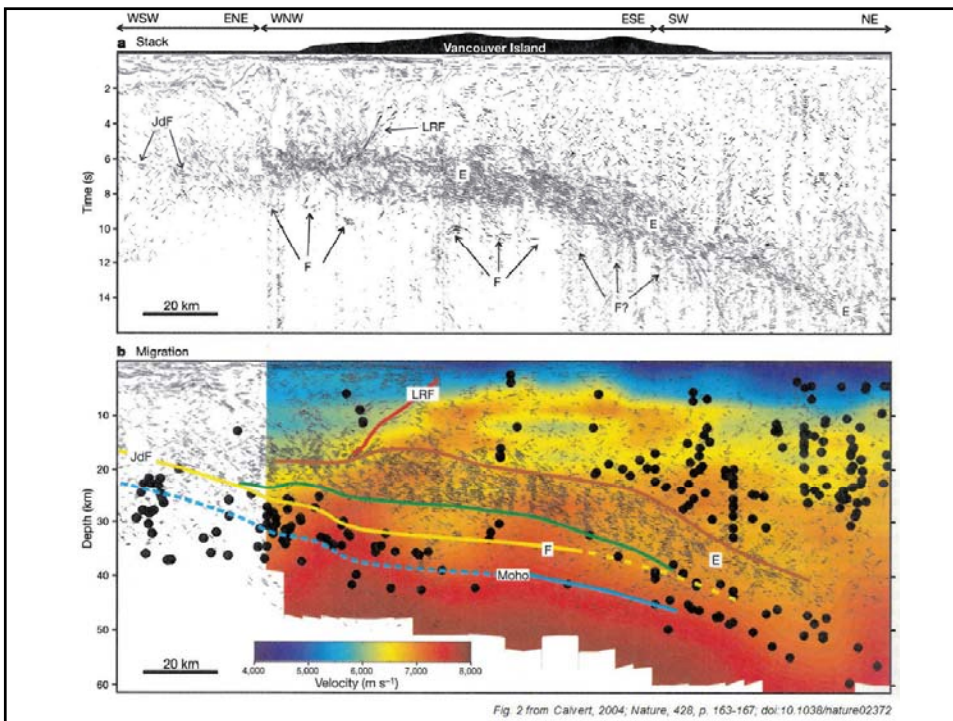 WSW ENE WNW ESE SW NE
Vancouver Island
a Stack
2
JdF
LRF
4
6
E
8
E
10
F
F
12
F?
14
E
20 km
Time (s)
b Migration
LRF
10
JdF
20
30
F
E
40
Moho
50
20 km
60
4,000 5,000 6,000 7,000 8,000
Velocity (m s⁻¹)
Depth (km)
Fig. 2 from Calvert, 2004; Nature, 428, p. 163-167; doi:10.1038/nature02372